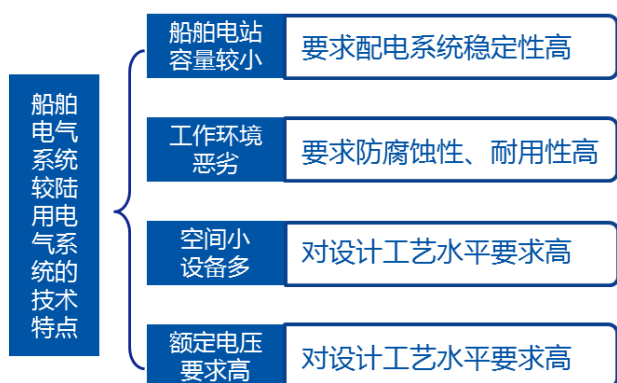 船舶
电气
系统
较陆
用电
气系
统的
技术
特点
船舶电站
容量较小
要求配电系统稳定性高
工作环境
恶劣
要求防腐蚀性、耐用性高
空间小
设备多
对设计工艺水平要求高
额定电压
要求高
对设计工艺水平要求高